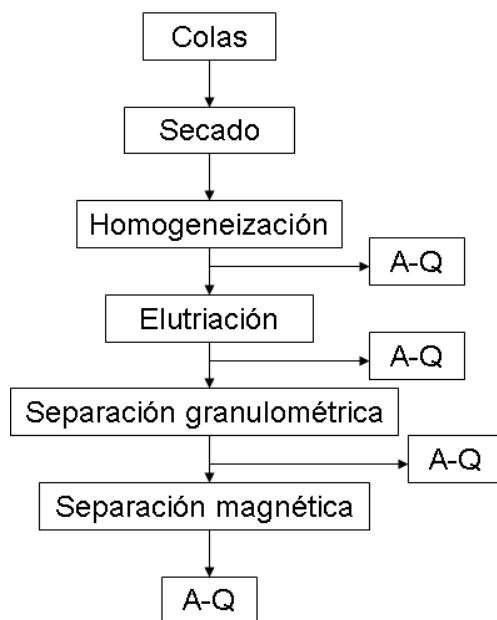 Colas
Secado
Homogeneización
A-Q
Elutriación
A-Q
Separación granulométrica
A-Q
Separación magnética
A-Q